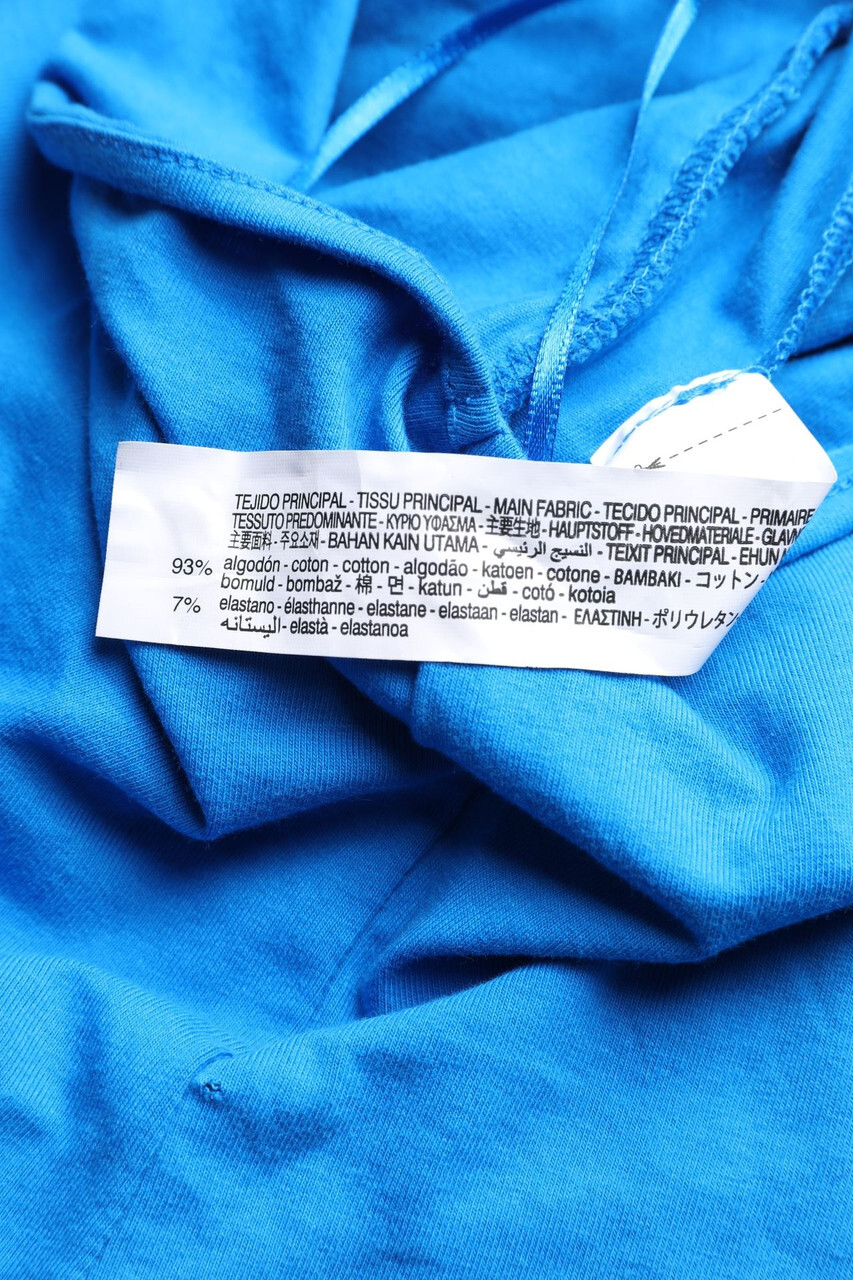 TEJIDO PRINCIPAL - TISSU PRINCIPAL - MAIN FABRIC - TECIDO PRINCIPAL - PRIMAIRE
TESSUTO PREDOMINANTE - ΚΥΡΙΟ ΥΦΑΣΜΑ - 主要生地 - HAUPTSTOFF - HOVEDMATERIALE -
主要面料 - 주요소재 - BAHAN KAIN UTAMA - النسيج الرئيسي - TEIXIT PRINCIPAL - EHUN
93% algodón - coton - cotton - algodão - katoen - cotone - BAMBAKI - コットン -
bomuld - bombaž - 棉 - 면 - katun - قطن - cotó - kotoia
7% elastano - élasthanne - elastane - elastaan - elastan - ΕΛΑΣΤΙΝΗ - ポリウレタン
اليستانه - elastà - elastanoa